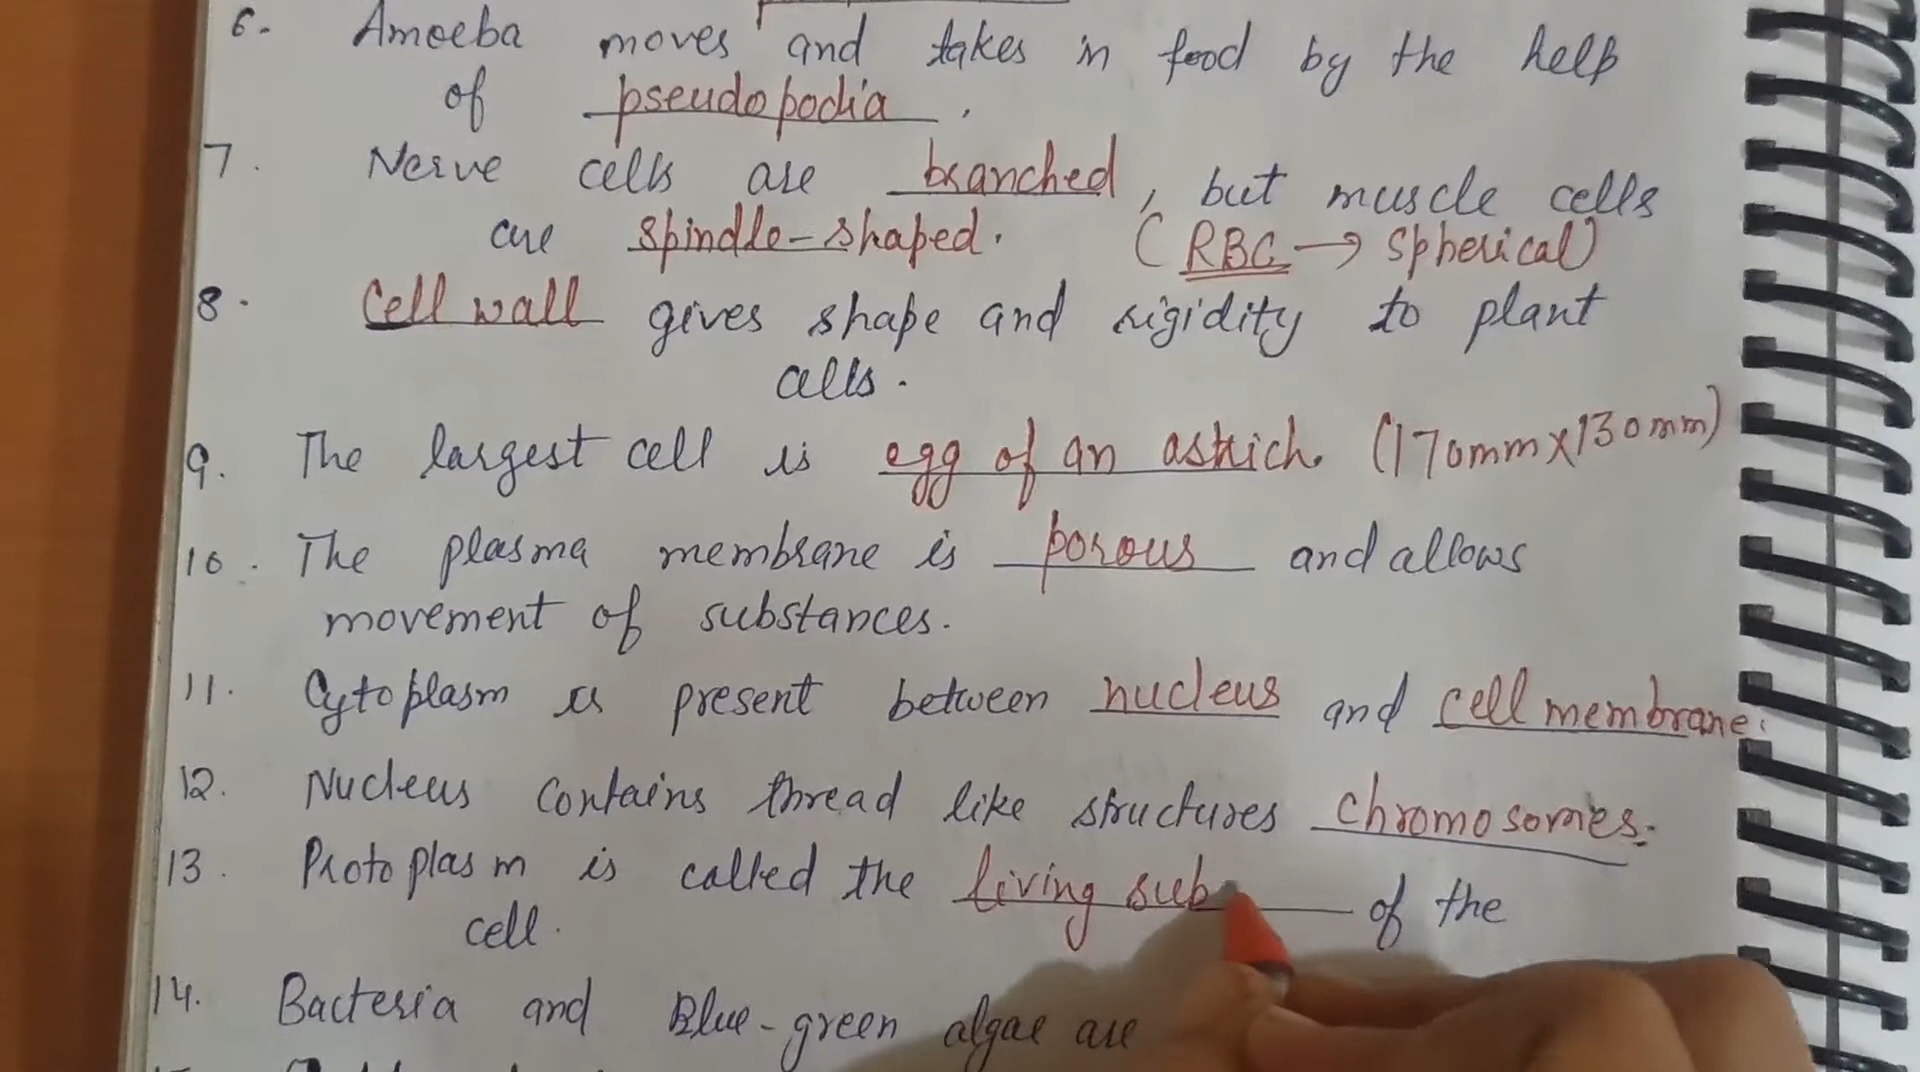 6. Amoeba moves and takes in food by the help
of pseudopodia.
7. Nerve cells are branched, but muscle cells
are spindle-shaped. (RBC → Spherical)
8. Cell wall gives shape and rigidity to plant
cells.
9. The largest cell is egg of an ostrich. (170mm x 130mm)
10. The plasma membrane is porous and allows
movement of substances.
11. Cytoplasm is present between nucleus and cell membrane.
12. Nucleus contains thread like structures chromosomes.
13. Protoplasm is called the living sub of the
cell.
14. Bacteria and Blue-green algae are